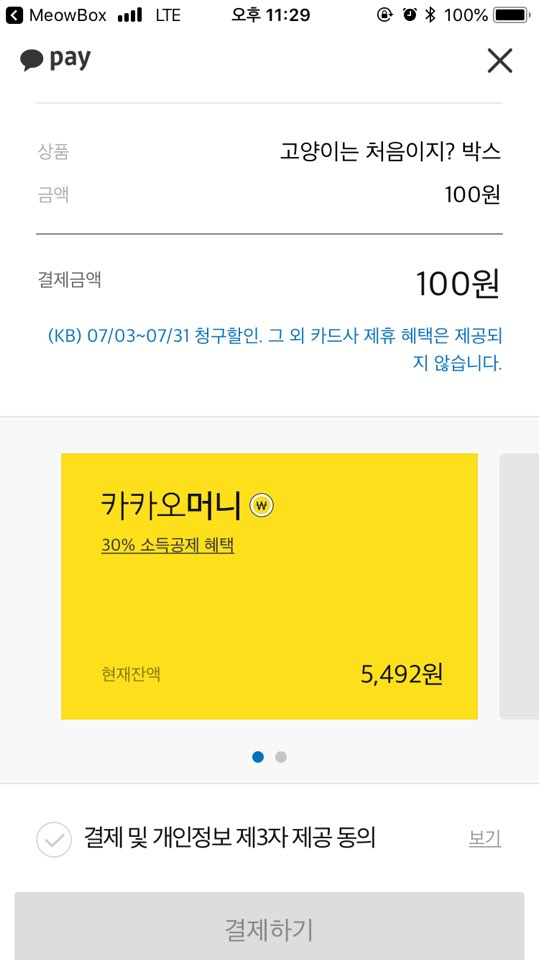 MeowBox LTE 오후 11:29 100%
pay
상품 고양이는 처음이지? 박스
금액 100원
결제금액 100원
(KB) 07/03~07/31 청구할인. 그 외 카드사 제휴 혜택은 제공되
지 않습니다.
카카오머니 ₩
30% 소득공제 혜택
현재잔액 5,492원
결제 및 개인정보 제3자 제공 동의 보기
결제하기